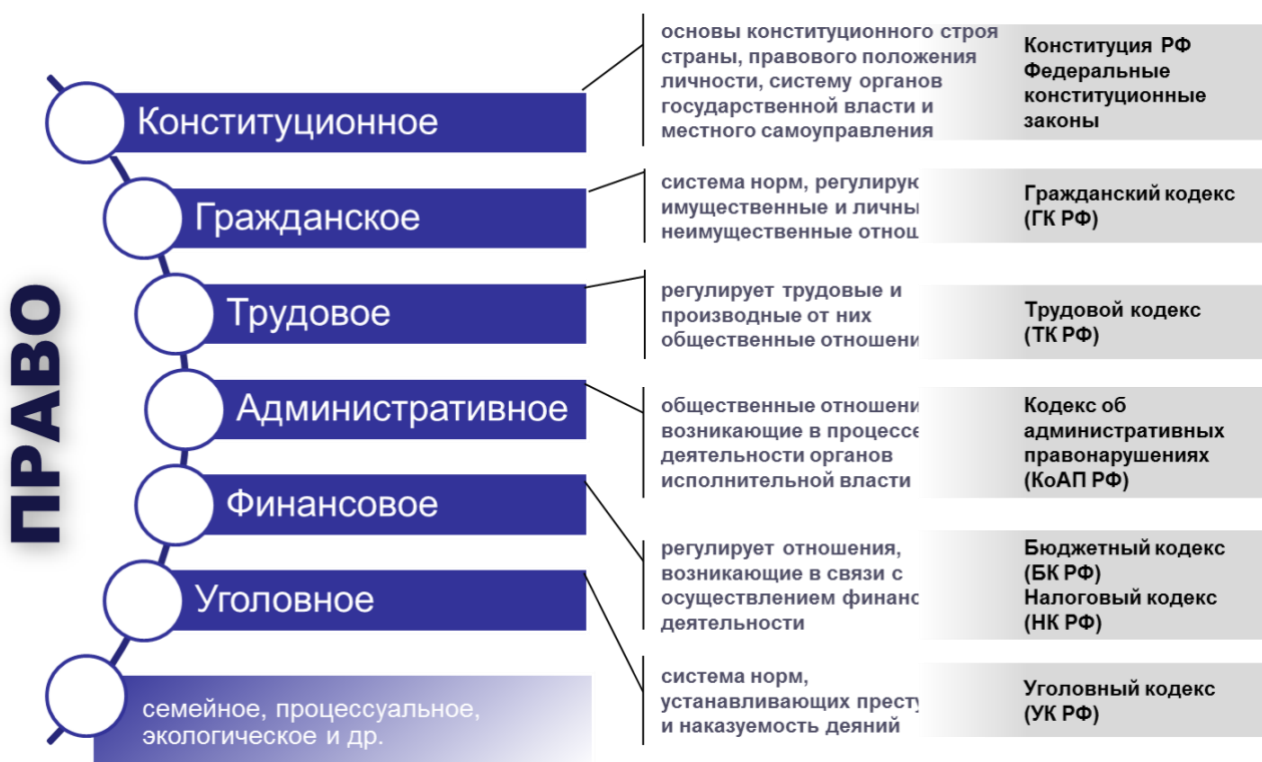 ПРАВО
Конституционное
основы конституционного строя
страны, правового положения
личности, систему органов
государственной власти и
местного самоуправления
Конституция РФ
Федеральные
конституционные
законы
Гражданское
система норм,
имущественные и
неимущественные
Гражданский кодекс
(ГК РФ)
Трудовое
регулирует трудовые и
производные от них
общественные
Трудовой кодекс
(ТК РФ)
Административное
общественные
возникающие в
деятельности органов
исполнительной власти
Кодекс об
административных
правонарушениях
(КоАП РФ)
Финансовое
регулирует отношения,
возникающие в связи с
осуществлением
деятельности
Бюджетный кодекс
(БК РФ)
Налоговый кодекс
(НК РФ)
Уголовное
система норм,
устанавливающих
и наказуемость деяний
Уголовный кодекс
(УК РФ)
семейное, процессуальное,
экологическое и др.